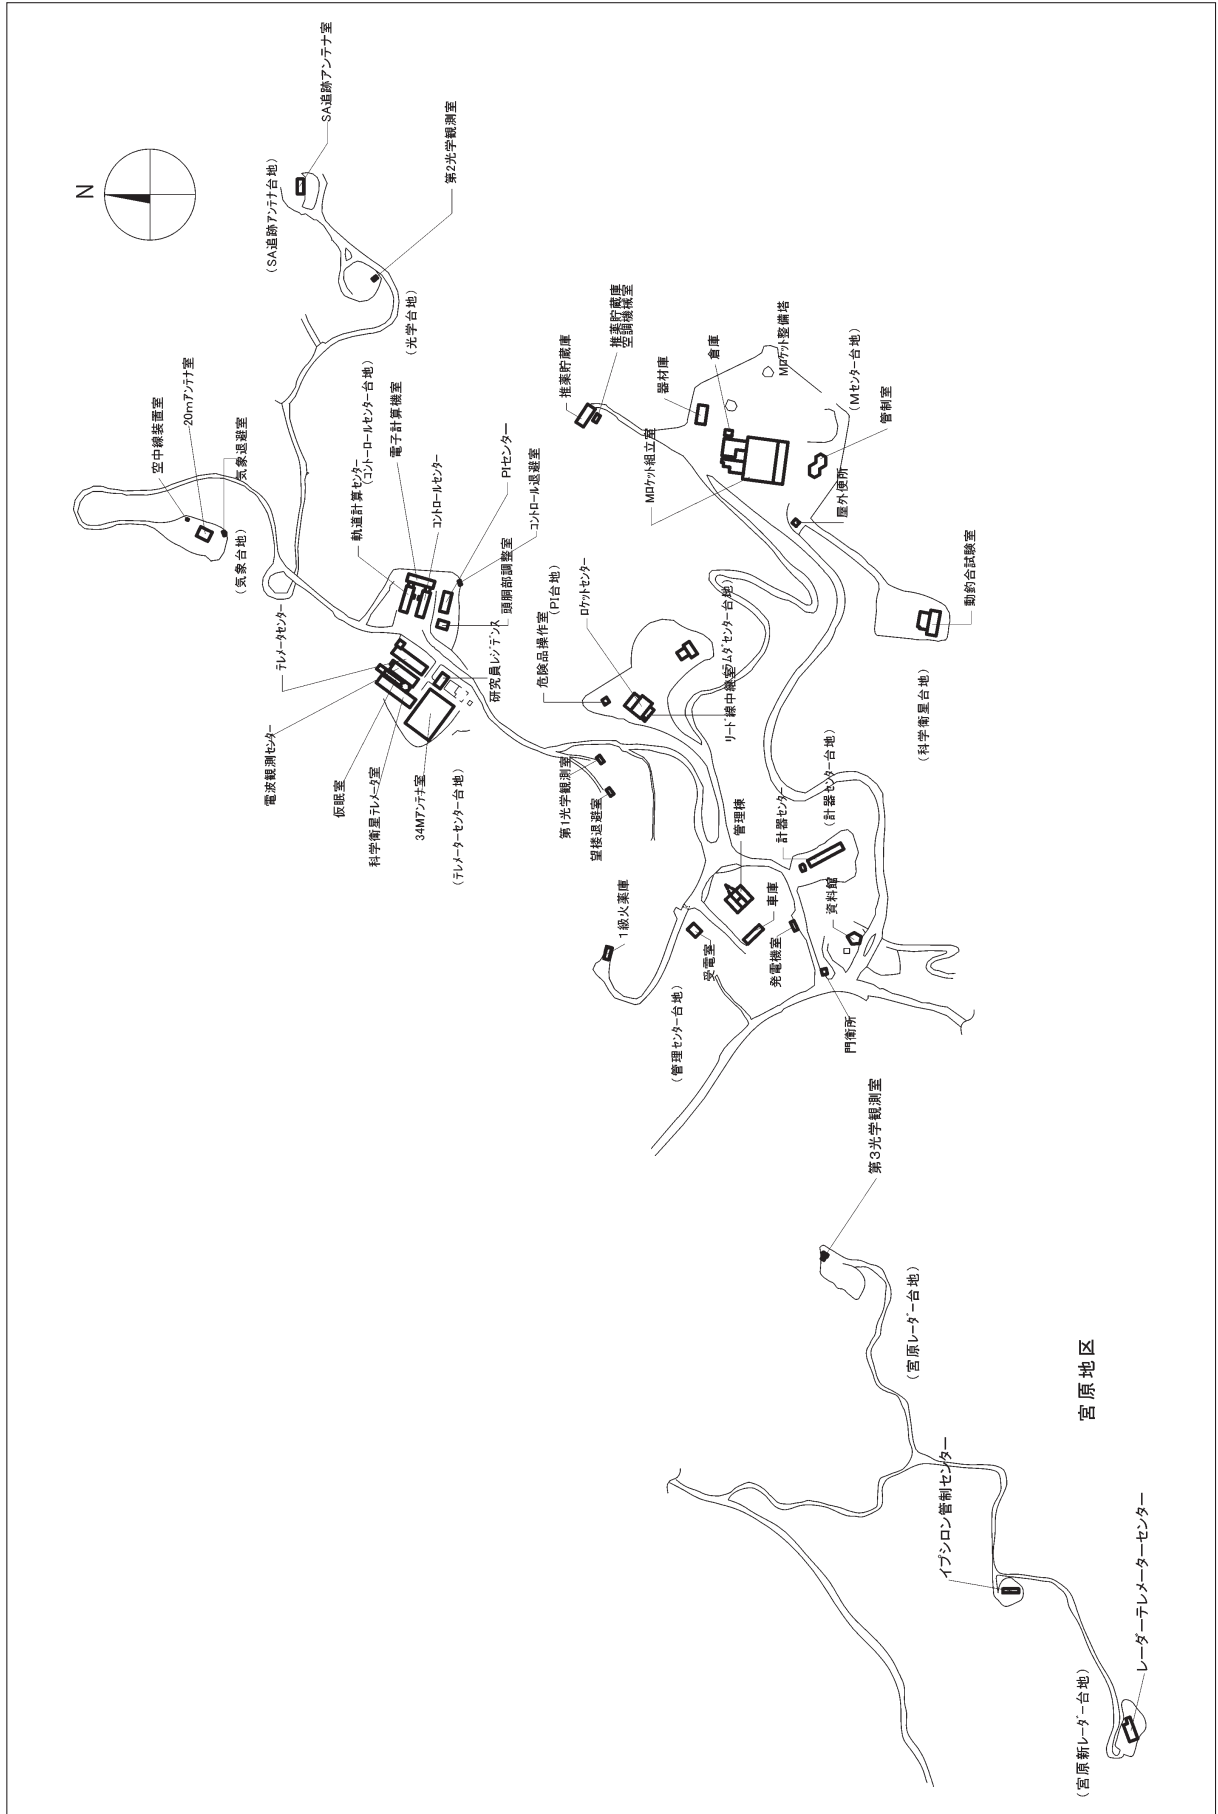 N
SA追跡アンテナ室
(SA追跡アンテナ台地)
第2光学観測室
(光学台地)
空中線装置室
20mアンテナ室
気象退避室
(気象台地)
軌道計算センター
(コントロールセンター台地)
電子計算機室
コントロールセンター
PIセンター
コントロール退避室
頭胴部調整室
研究員レジデンス
テレメータセンター
電波観測センター
仮眠室
科学衛星テレメータ室
34Mアンテナ室
(テレメーターセンター台地)
推薬貯蔵庫
推薬貯蔵庫
空調機械室
器材庫
倉庫
Mロケット整備塔
(Mセンター台地)
管制室
Mロケット組立室
屋外便所
動釣合試験室
(科学衛星台地)
危険品操作室
(PI台地)
ロケットセンター
リード線中継室
(ラムダセンター台地)
第1光学観測室
望楼退避室
1級火薬庫
管理棟
計器センター
(計器センター台地)
資料館
車庫
発電機室
受電室
(管理センター台地)
門衛所
第3光学観測室
(宮原レーダー台地)
宮原地区
イプシロン管制センター
レーダーテレメーターセンター
(宮原新レーダー台地)